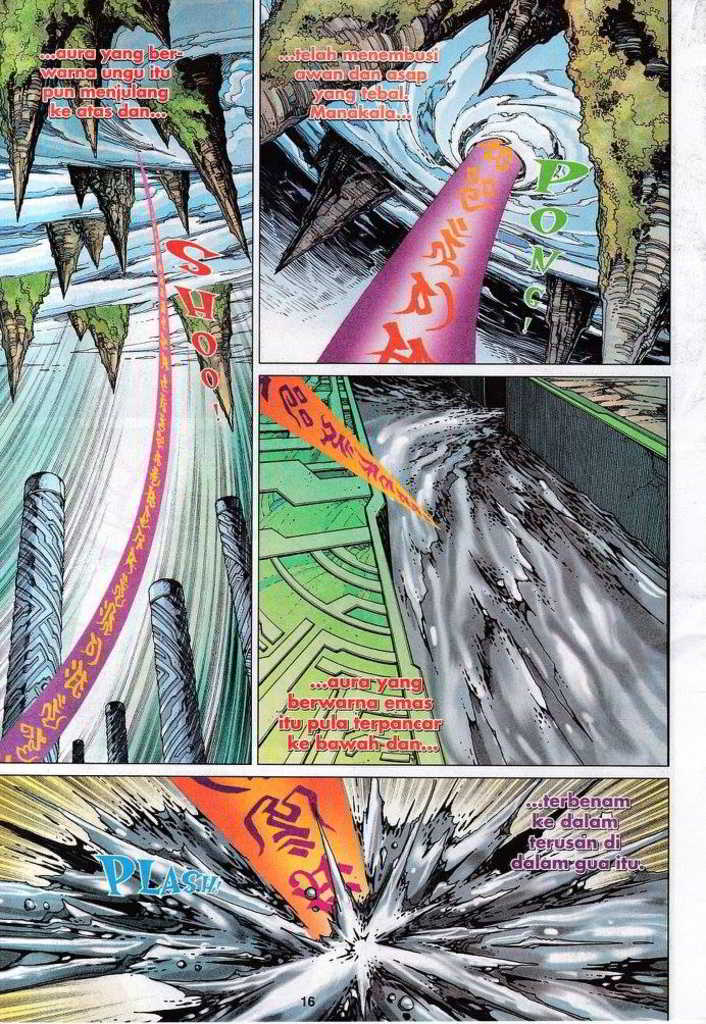 ...aura yang ber-
warna ungu itu
pun menjulang
ke atas dan...
SHOOO!
...telah menembusi
awan dan asap
yang tebal.
Manakala...
PONG!
...aura yang
berwarna emas
itu pula terpancar
ke bawah dan...
...terbenam
ke dalam
terusan di
dalam gua itu.
PLASH!
16